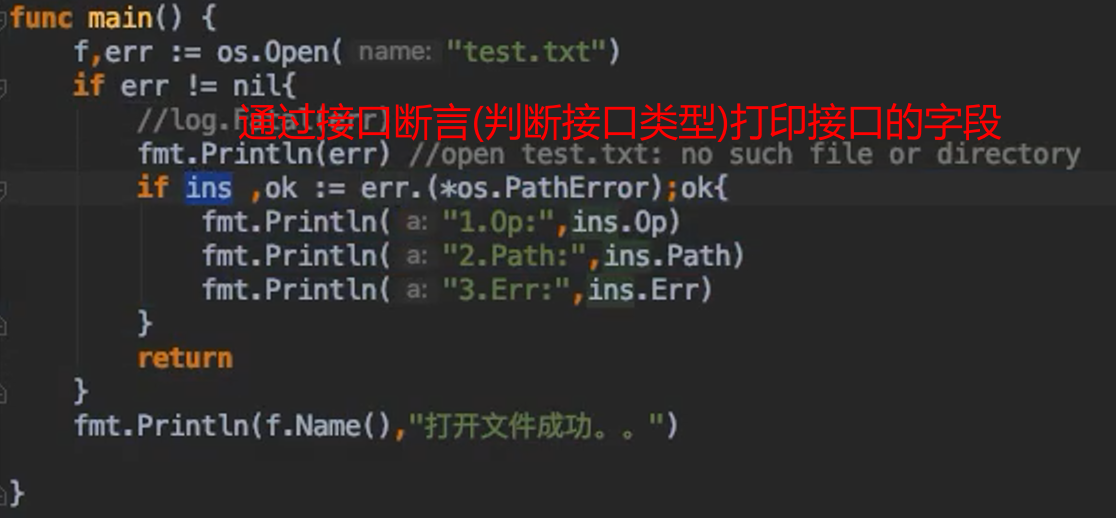 func main() {
f,err := os.Open( name: "test.txt")
if err != nil{
//log.Fatal(err)
通过接口断言(判断接口类型)打印接口的字段
fmt.Println(err) //open test.txt: no such file or directory
if ins ,ok := err.(*os.PathError);ok{
fmt.Println( a: "1.Op:",ins.Op)
fmt.Println( a: "2.Path:",ins.Path)
fmt.Println( a: "3.Err:",ins.Err)
}
return
}
fmt.Println(f.Name(),"打开文件成功。。")
}